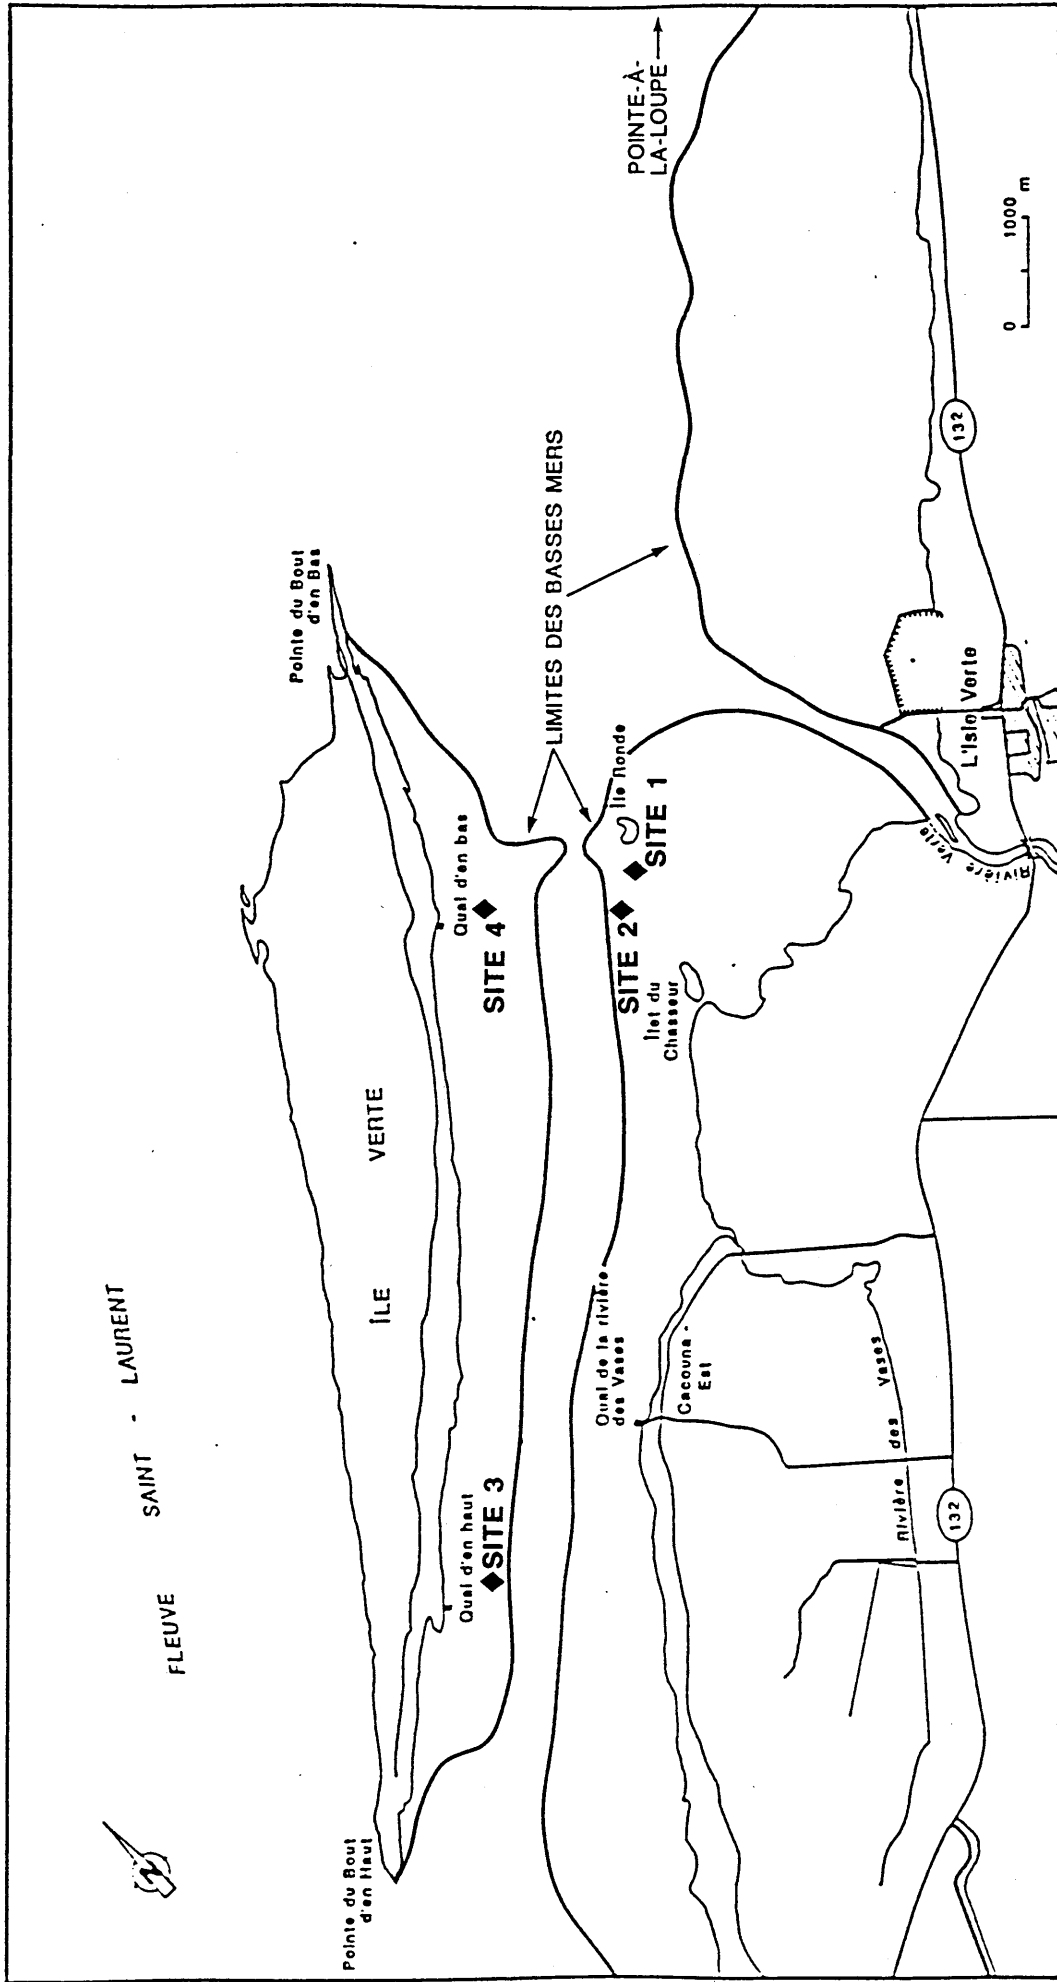 FLEUVE SAINT - LAURENT
Pointe du Bout
d'en Haut
Pointe du Bout
d'en Bas
ÎLE VERTE
Quai d'en haut
SITE 3
Quai d'en bas
SITE 4
LIMITES DES BASSES MERS
POINTE-À-
LA-LOUPE
Île Ronde
SITE 1
SITE 2
Îlet du
Chasseur
Quai de la rivière
des Vases
Cacouna -
Est
Rivière des Vases
132
Rivière Verte
L'Isle Verte
132
0 1000 m
N